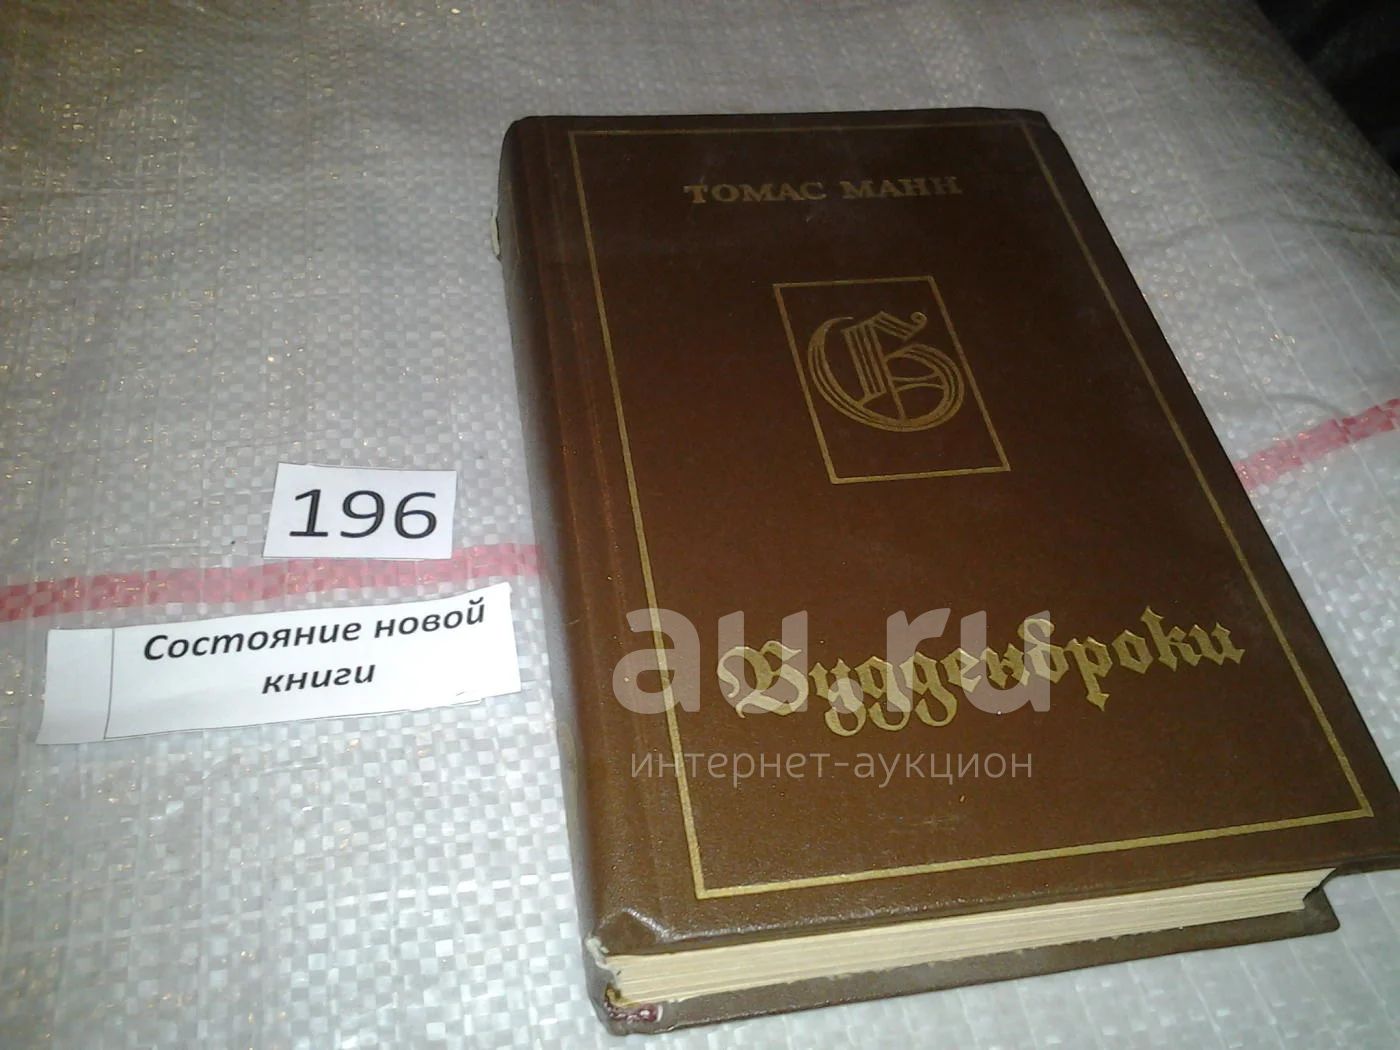 ТОМАС МАНН
Б
196
Состояние новой
книги
Будденброки
au.ru
интернет-аукцион